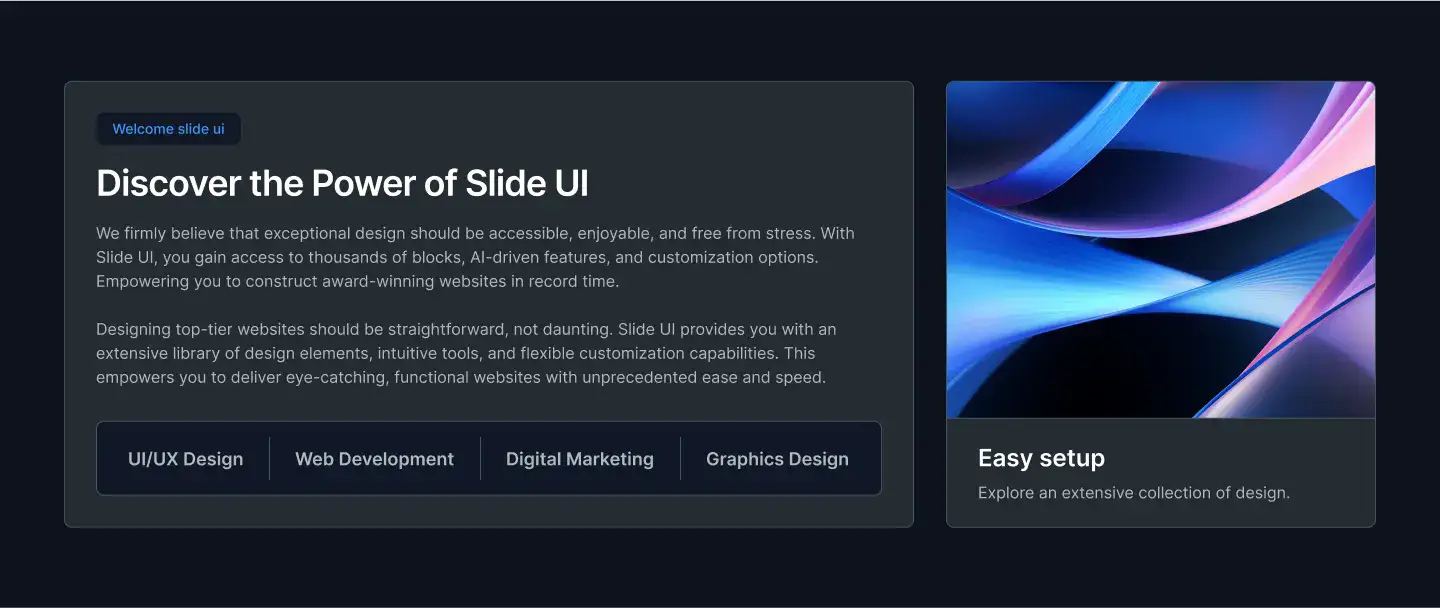 Welcome slide ui
Discover the Power of Slide UI
We firmly believe that exceptional design should be accessible, enjoyable, and free from stress. With
Slide UI, you gain access to thousands of blocks, AI-driven features, and customization options.
Empowering you to construct award-winning websites in record time.
Designing top-tier websites should be straightforward, not daunting. Slide UI provides you with an
extensive library of design elements, intuitive tools, and flexible customization capabilities. This
empowers you to deliver eye-catching, functional websites with unprecedented ease and speed.
UI/UX Design
Web Development
Digital Marketing
Graphics Design
Easy setup
Explore an extensive collection of design.